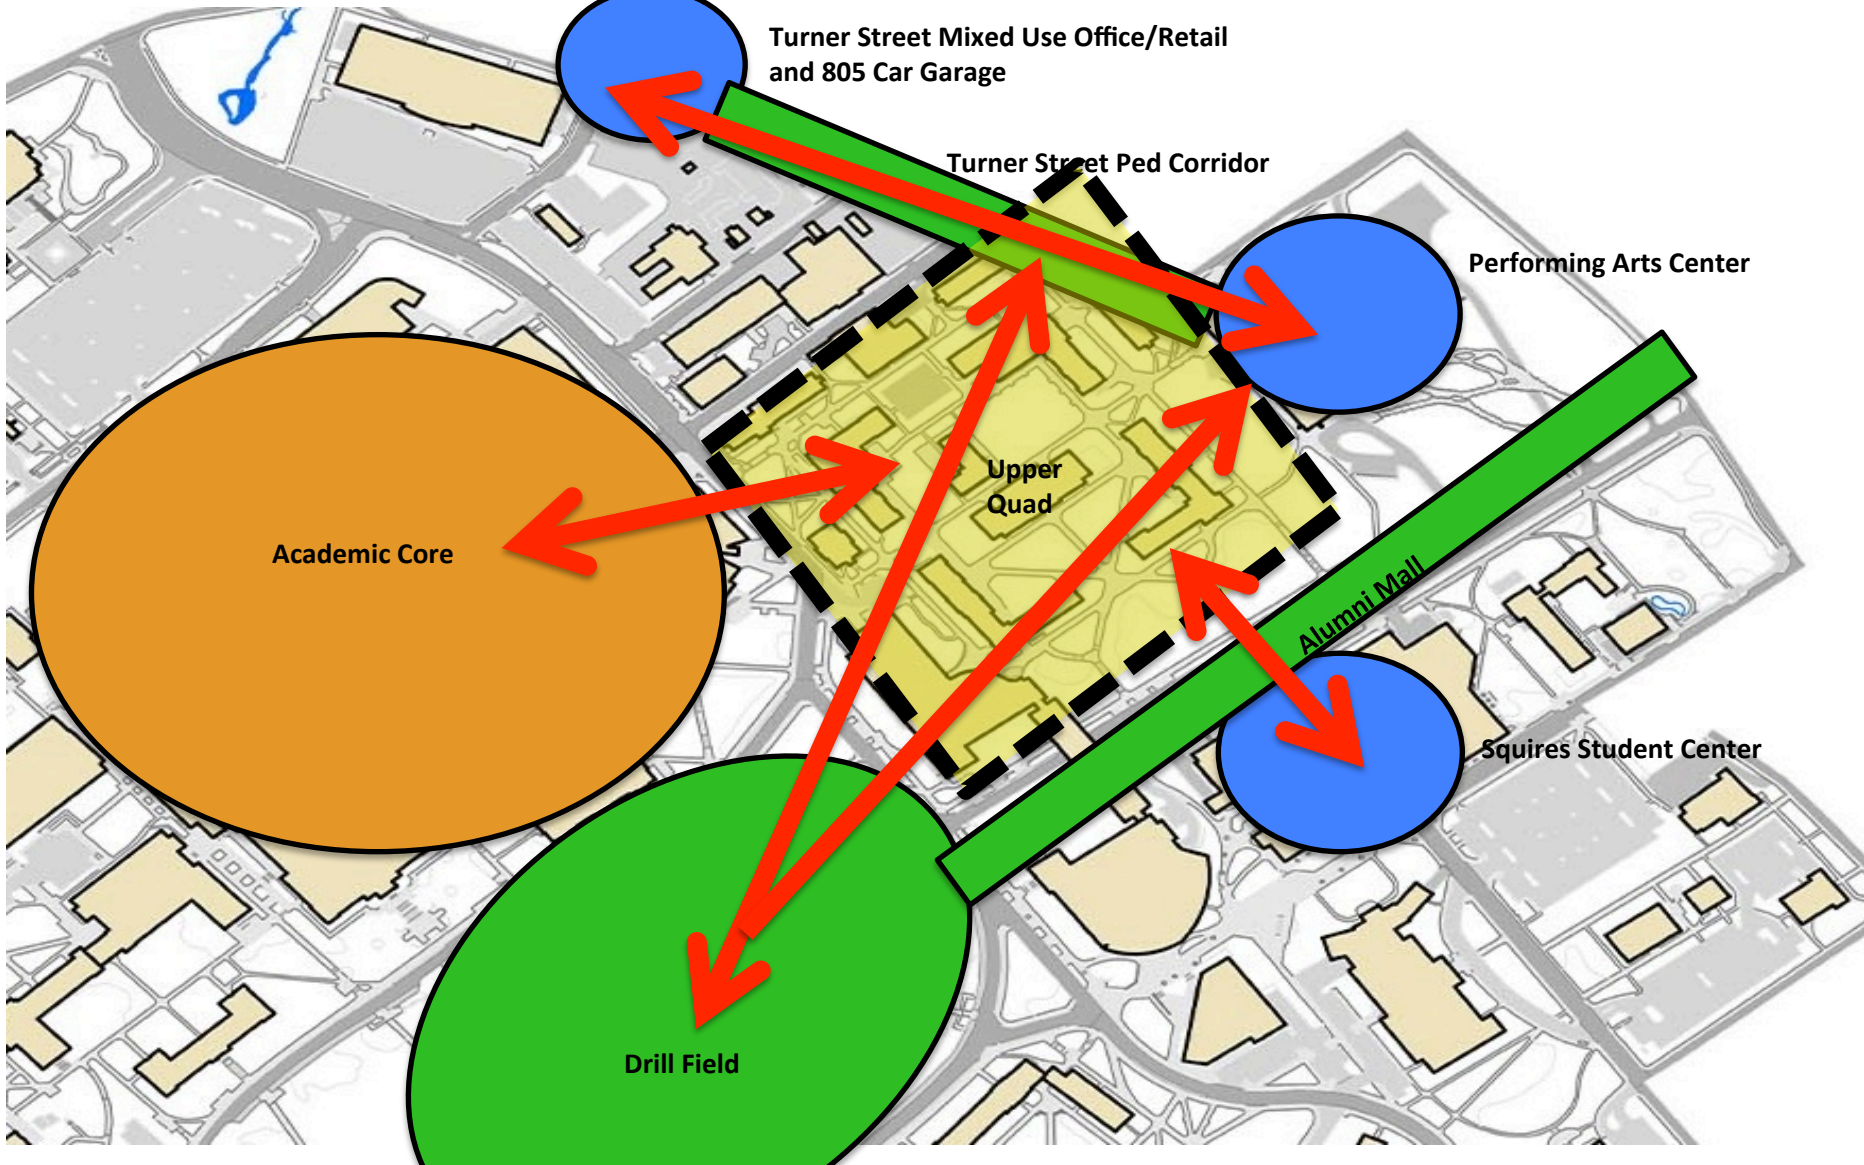 Turner Street Mixed Use Office/Retail
and 805 Car Garage
Turner Street Ped Corridor
Performing Arts Center
Upper
Quad
Academic Core
Alumni Mall
Squires Student Center
Drill Field